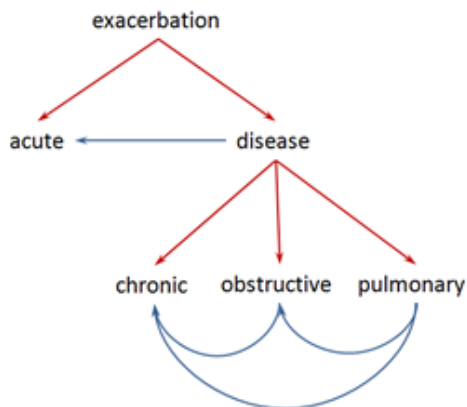 exacerbation
acute disease
chronic obstructive pulmonary